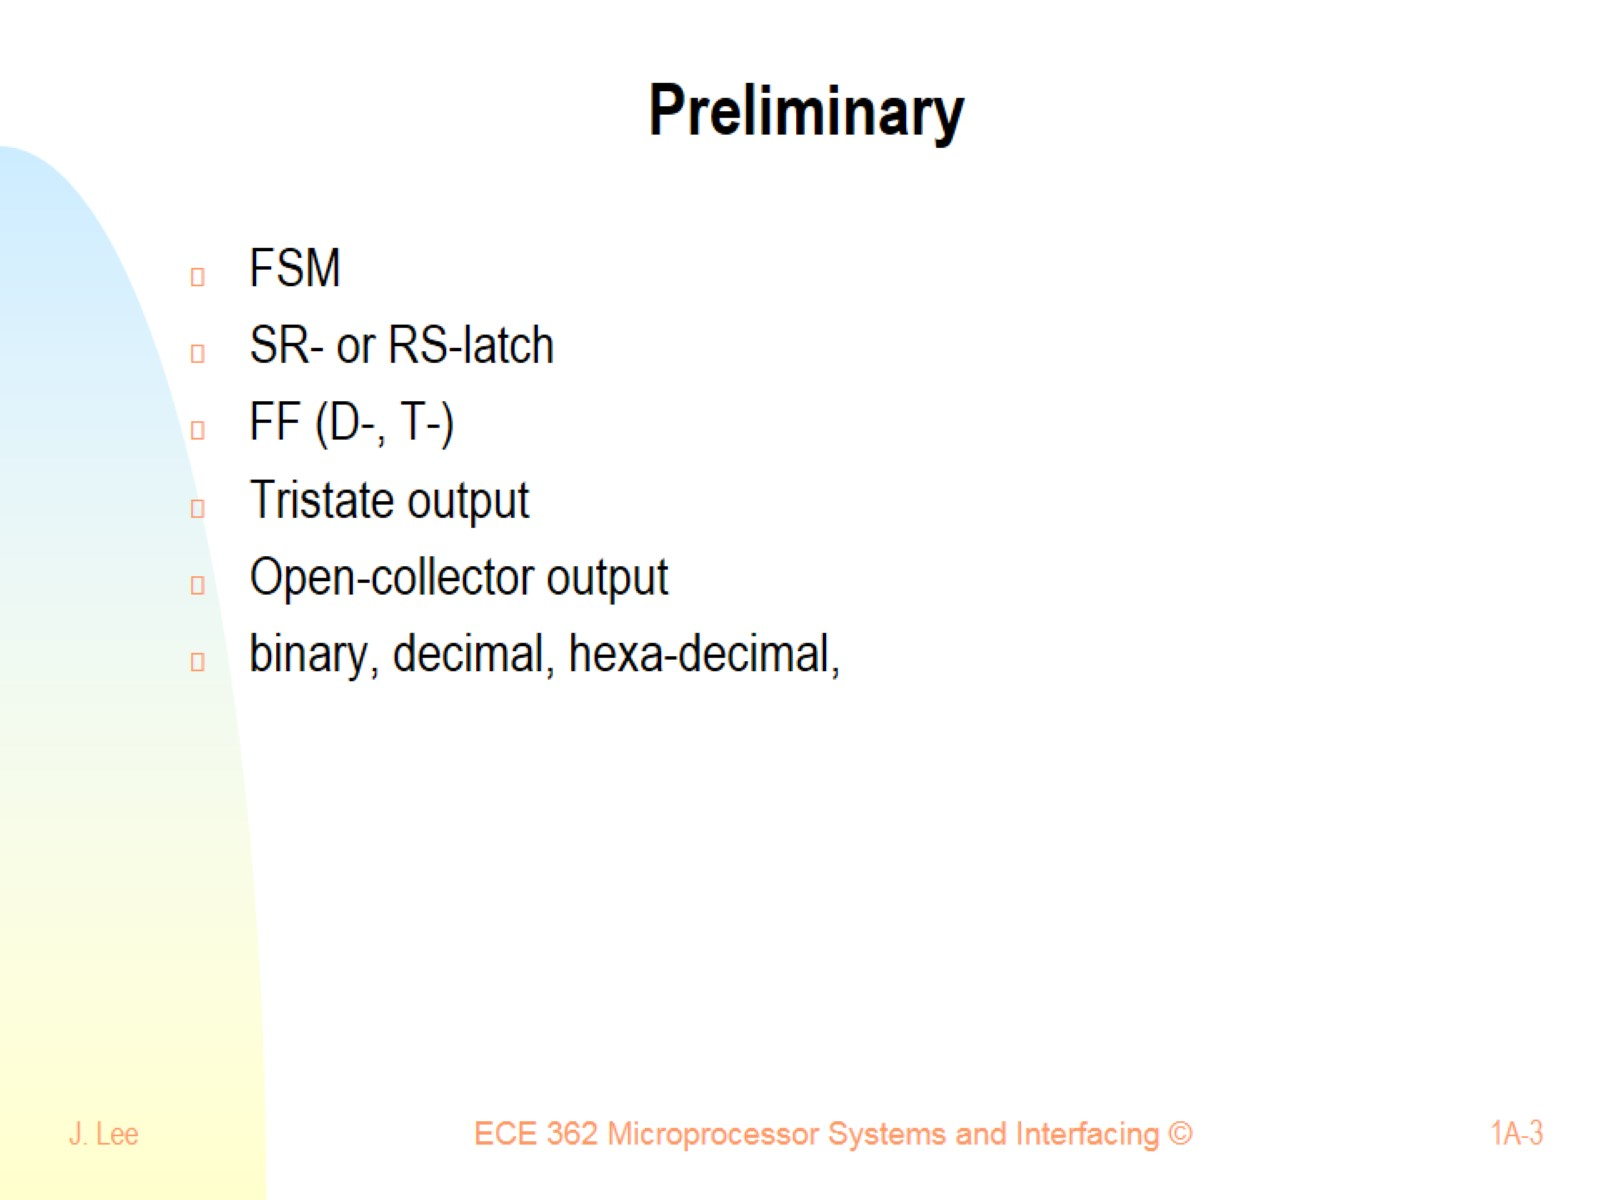 Preliminary
FSM
SR- or RS-latch
FF (D-, T-)
Tristate output
Open-collector output
binary, decimal, hexa-decimal,
J. Lee
ECE 362 Microprocessor Systems and Interfacing ©
1A-3